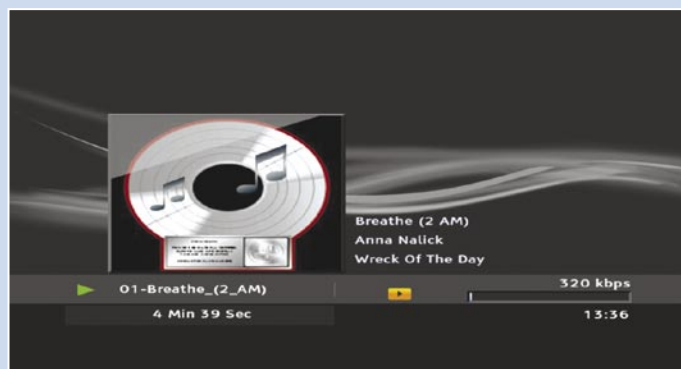 Breathe (2 AM)
Anna Nalick
Wreck Of The Day
01-Breathe_(2_AM)
320 kbps
4 Min 39 Sec
13:36